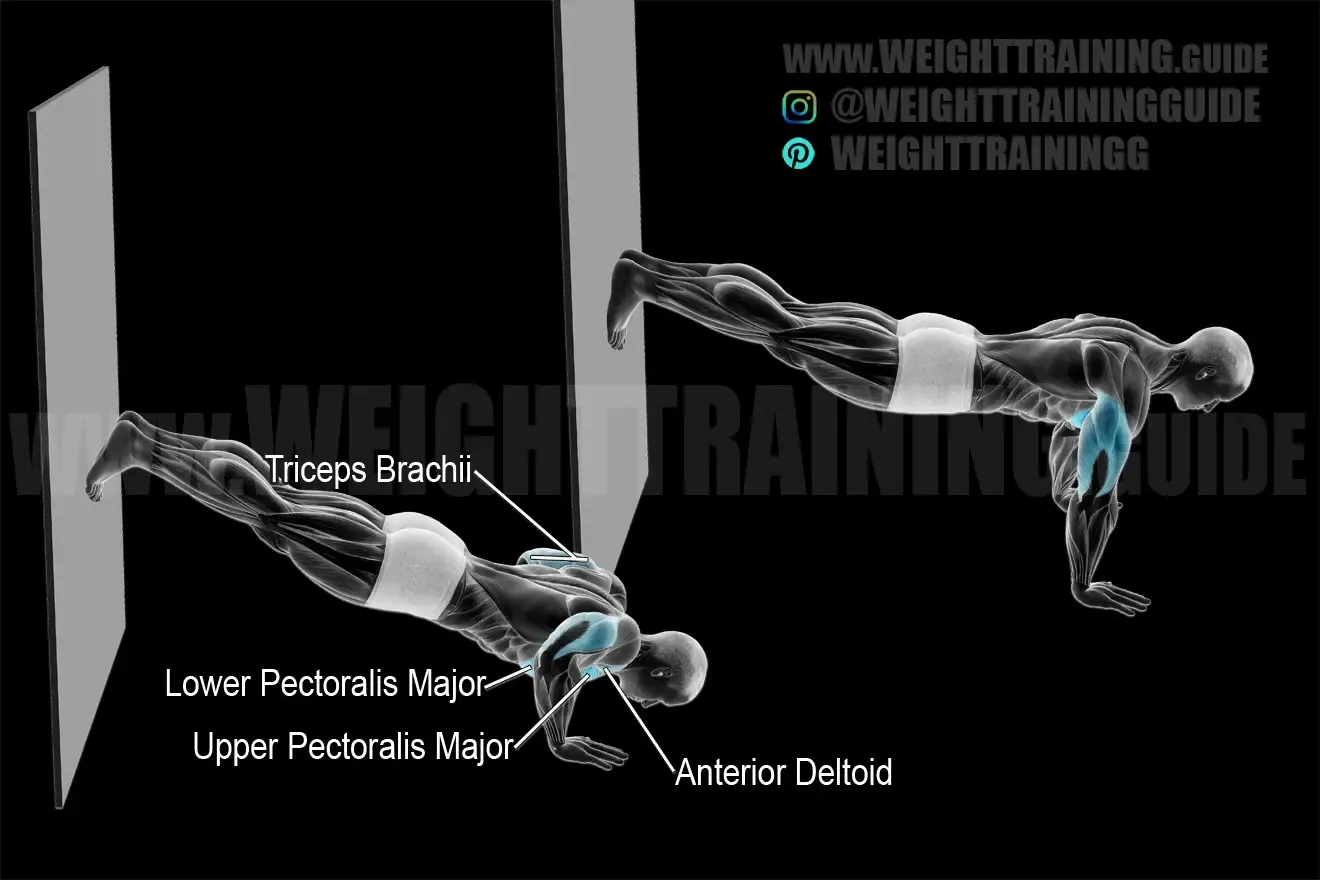 www.WEIGHTTRAINING.GUIDE
@WEIGHTTRAININGGUIDE
WEIGHTTRAININGG
www.WEIGHTTRAINING.GUIDE
Triceps Brachii
Lower Pectoralis Major
Upper Pectoralis Major
Anterior Deltoid